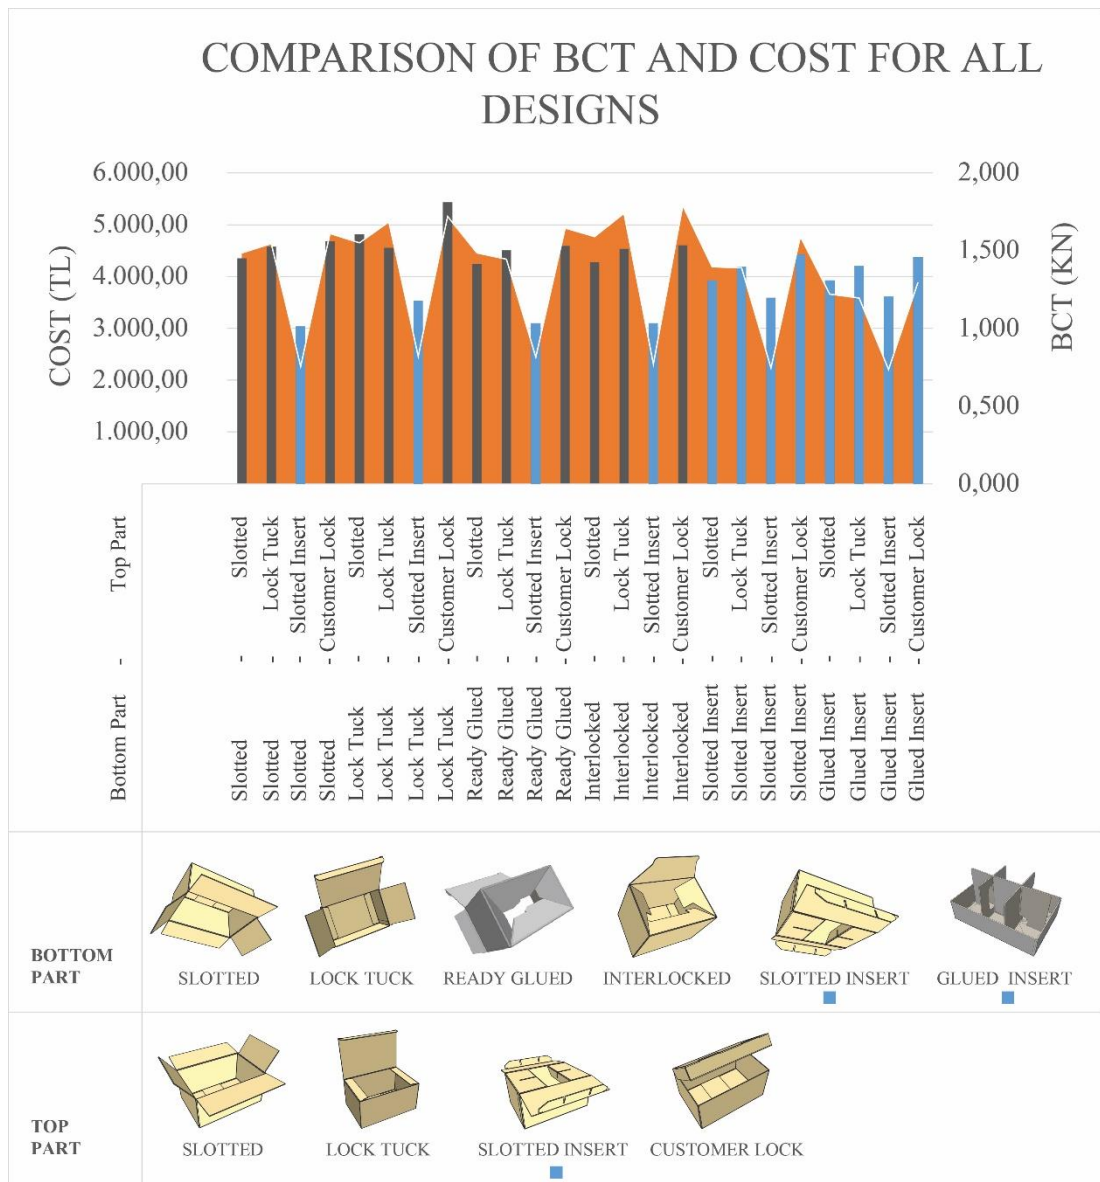 COMPARISON OF BCT AND COST FOR ALL
DESIGNS
6.000,00
5.000,00
4.000,00
3.000,00
2.000,00
1.000,00
COST (TL)
2,000
1,500
1,000
0,500
0,000
BCT (KN)
Bottom Part - Top Part
Slotted - Slotted
Slotted - Lock Tuck
Slotted - Slotted Insert
Slotted - Customer Lock
Lock Tuck - Slotted
Lock Tuck - Lock Tuck
Lock Tuck - Slotted Insert
Lock Tuck - Customer Lock
Ready Glued - Slotted
Ready Glued - Lock Tuck
Ready Glued - Slotted Insert
Ready Glued - Customer Lock
Interlocked - Slotted
Interlocked - Lock Tuck
Interlocked - Slotted Insert
Interlocked - Customer Lock
Slotted Insert - Slotted
Slotted Insert - Lock Tuck
Slotted Insert - Slotted Insert
Slotted Insert - Customer Lock
Glued Insert - Slotted
Glued Insert - Lock Tuck
Glued Insert - Slotted Insert
Glued Insert - Customer Lock
BOTTOM
PART
SLOTTED
LOCK TUCK
READY GLUED
INTERLOCKED
SLOTTED INSERT
GLUED INSERT
TOP
PART
SLOTTED
LOCK TUCK
SLOTTED INSERT
CUSTOMER LOCK